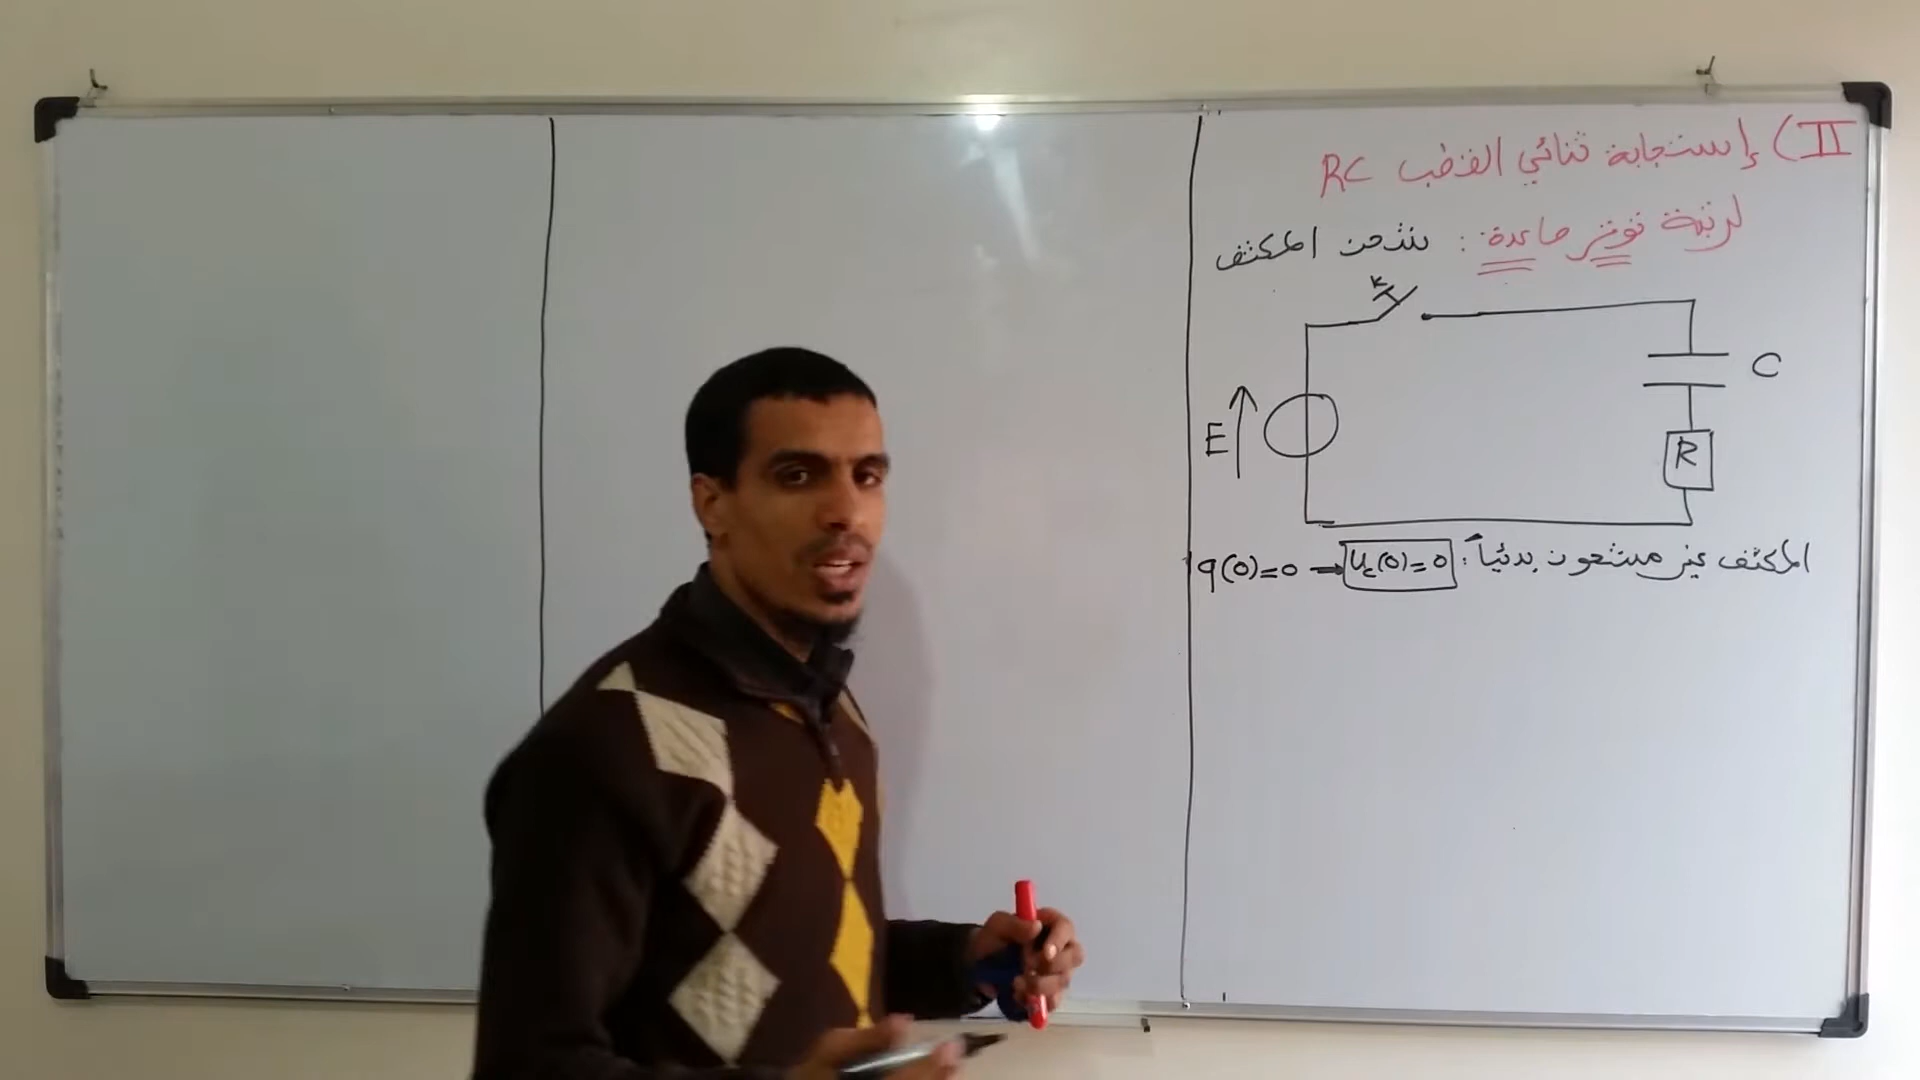 II) إستجابة ثنائي القطب RC
لرتبة توتر صاعدة : شحن المكثف
K
C
E
R
المكثف غير مشحون بدئياً : q(0)=0 → Uc(0)=0